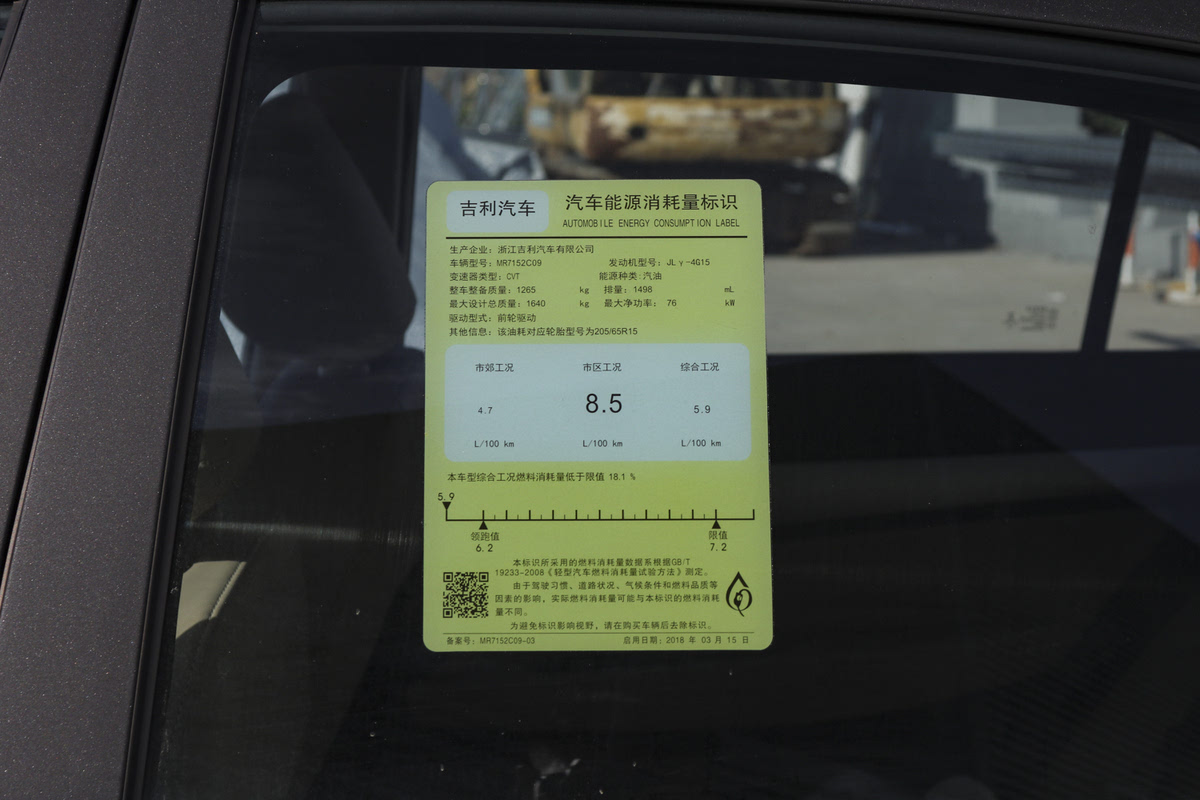 吉利汽车
汽车能源消耗量标识
AUTOMOBILE ENERGY CONSUMPTION LABEL
生产企业：浙江吉利汽车有限公司
车辆型号：MR7152C09 发动机型号：JLγ-4G15
变速器类型：CVT 能源种类：汽油
整车整备质量：1265 kg 排量：1498 mL
最大设计总质量：1640 kg 最大净功率： 76 kW
驱动型式：前轮驱动
其他信息：该油耗对应轮胎型号为205/65R15
市郊工况 市区工况 综合工况
4.7 8.5 5.9
L/100 km L/100 km L/100 km
本车型综合工况燃料消耗量低于限值 18.1 %
5.9
领跑值 限值
6.2 7.2
本标识所采用的燃料消耗量数据系根据GB/T
19233-2008《轻型汽车燃料消耗量试验方法》测定。
由于驾驶习惯、道路状况、气候条件和燃料品质等
因素的影响，实际燃料消耗量可能与本标识的燃料消耗
量不同。
为避免标识影响视野，请在购买车辆后去除标识。
备案号：MR7152C09-03 启用日期：2018 年 03 月 15 日